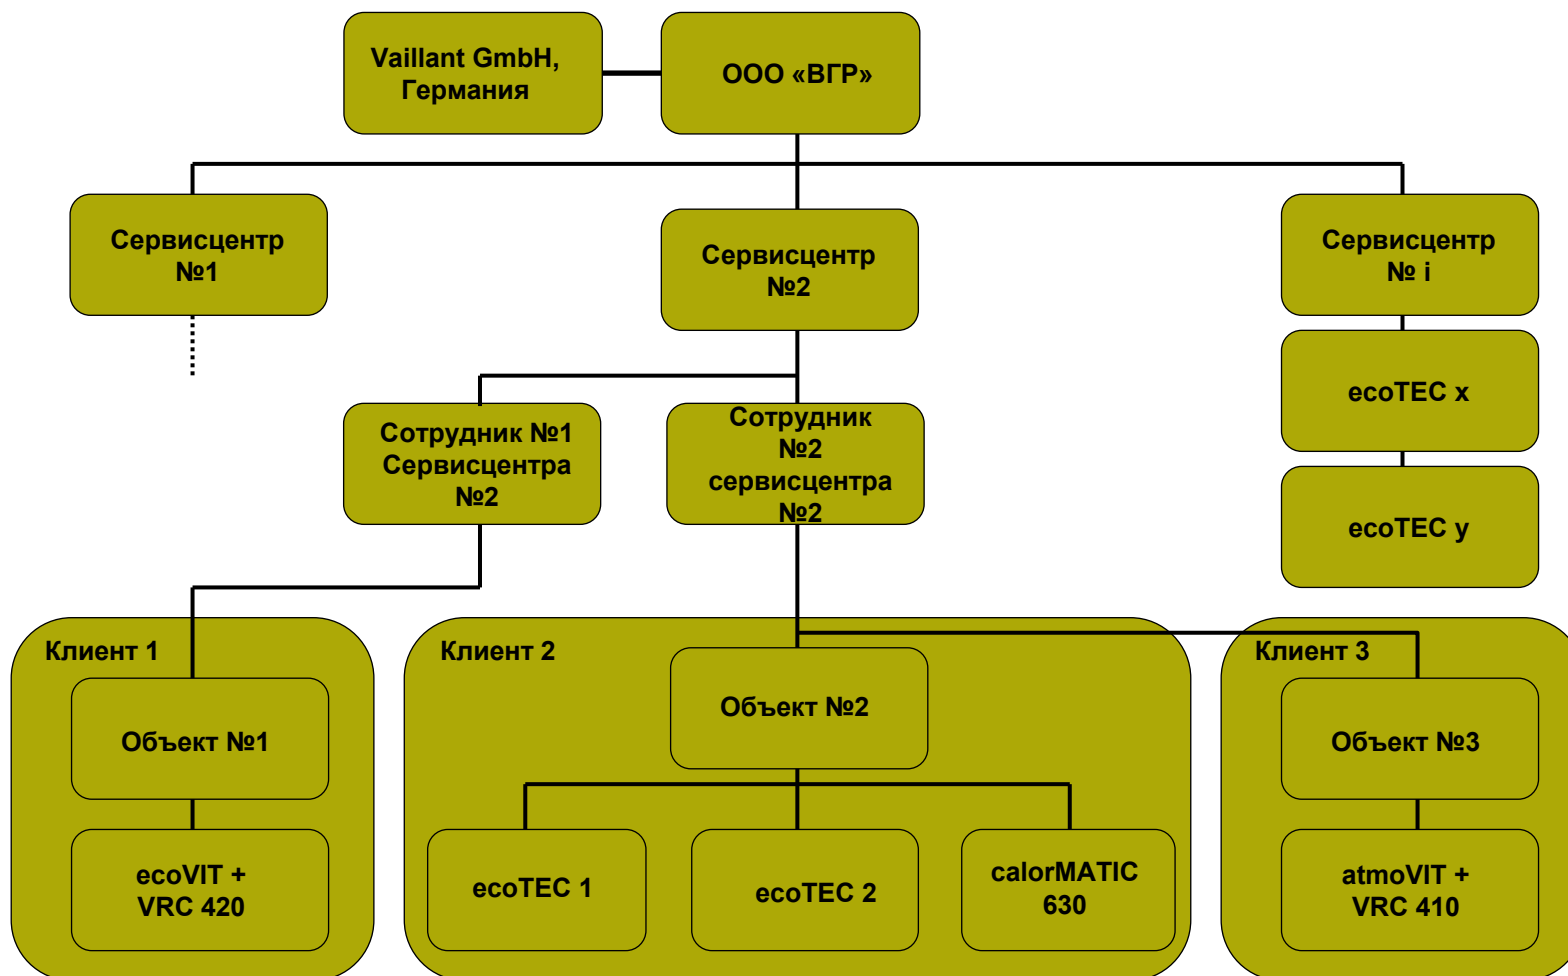 Vaillant GmbH,
Германия
ООО «ВГР»
Сервисцентр
№1
Сервисцентр
№2
Сервисцентр
№ i
ecoTEC x
ecoTEC y
Сотрудник №1
Сервисцентра
№2
Сотрудник
№2
сервисцентра
№2
Клиент 1
Объект №1
ecoVIT +
VRC 420
Клиент 2
Объект №2
ecoTEC 1
ecoTEC 2
calorMATIC
630
Клиент 3
Объект №3
atmoVIT +
VRC 410